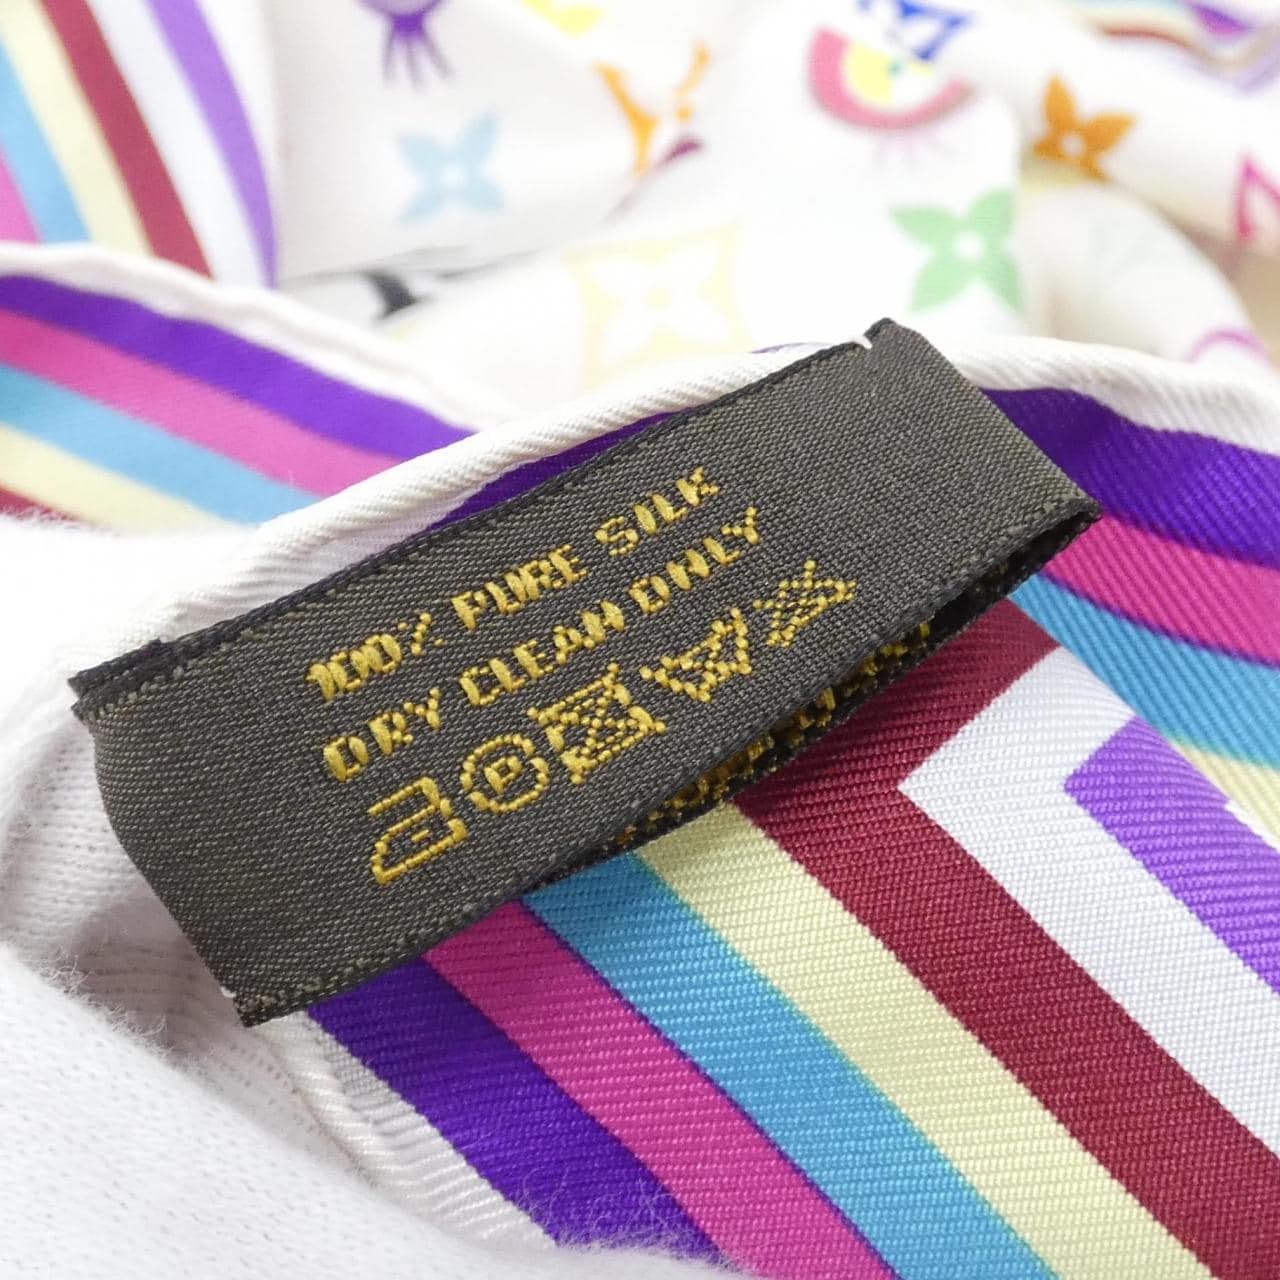 100% PURE SILK
DRY CLEAN ONLY
P